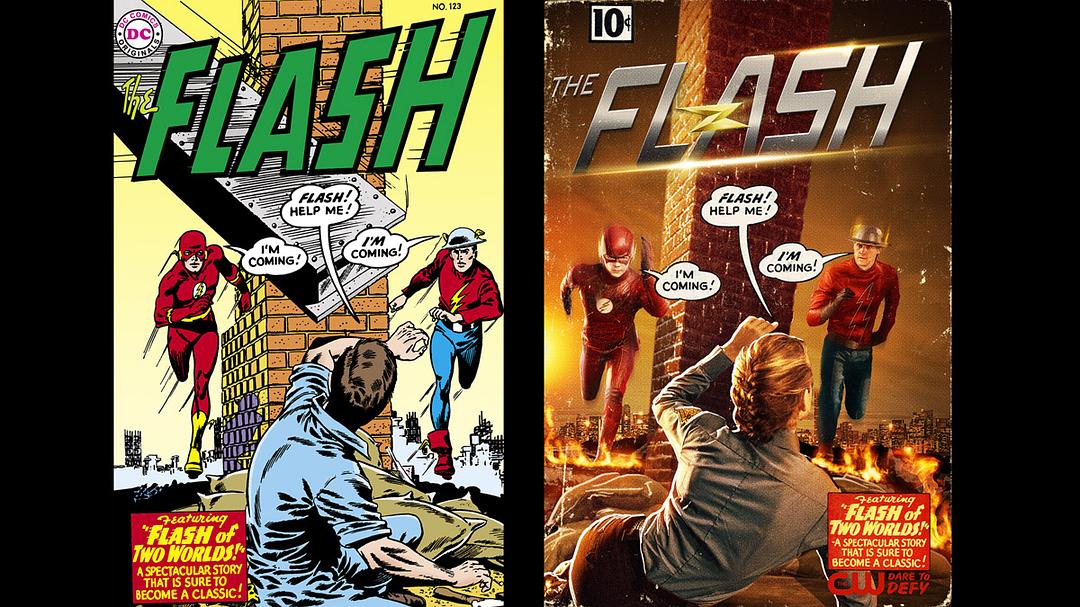 DC COMICS
DC
ORIGINALS
NO. 123
The
FLASH
FLASH!
HELP ME!
I'M
COMING!
I'M
COMING!
Featuring
"FLASH of
TWO WORLDS!"
A SPECTACULAR STORY
THAT IS SURE TO
BECOME A CLASSIC!
10¢
THE
FLASH
FLASH!
HELP ME!
I'M
COMING!
I'M
COMING!
Featuring
"FLASH of
TWO WORLDS!"
-A SPECTACULAR STORY
THAT IS SURE TO
BECOME A CLASSIC!
CW DARE TO
DEFY